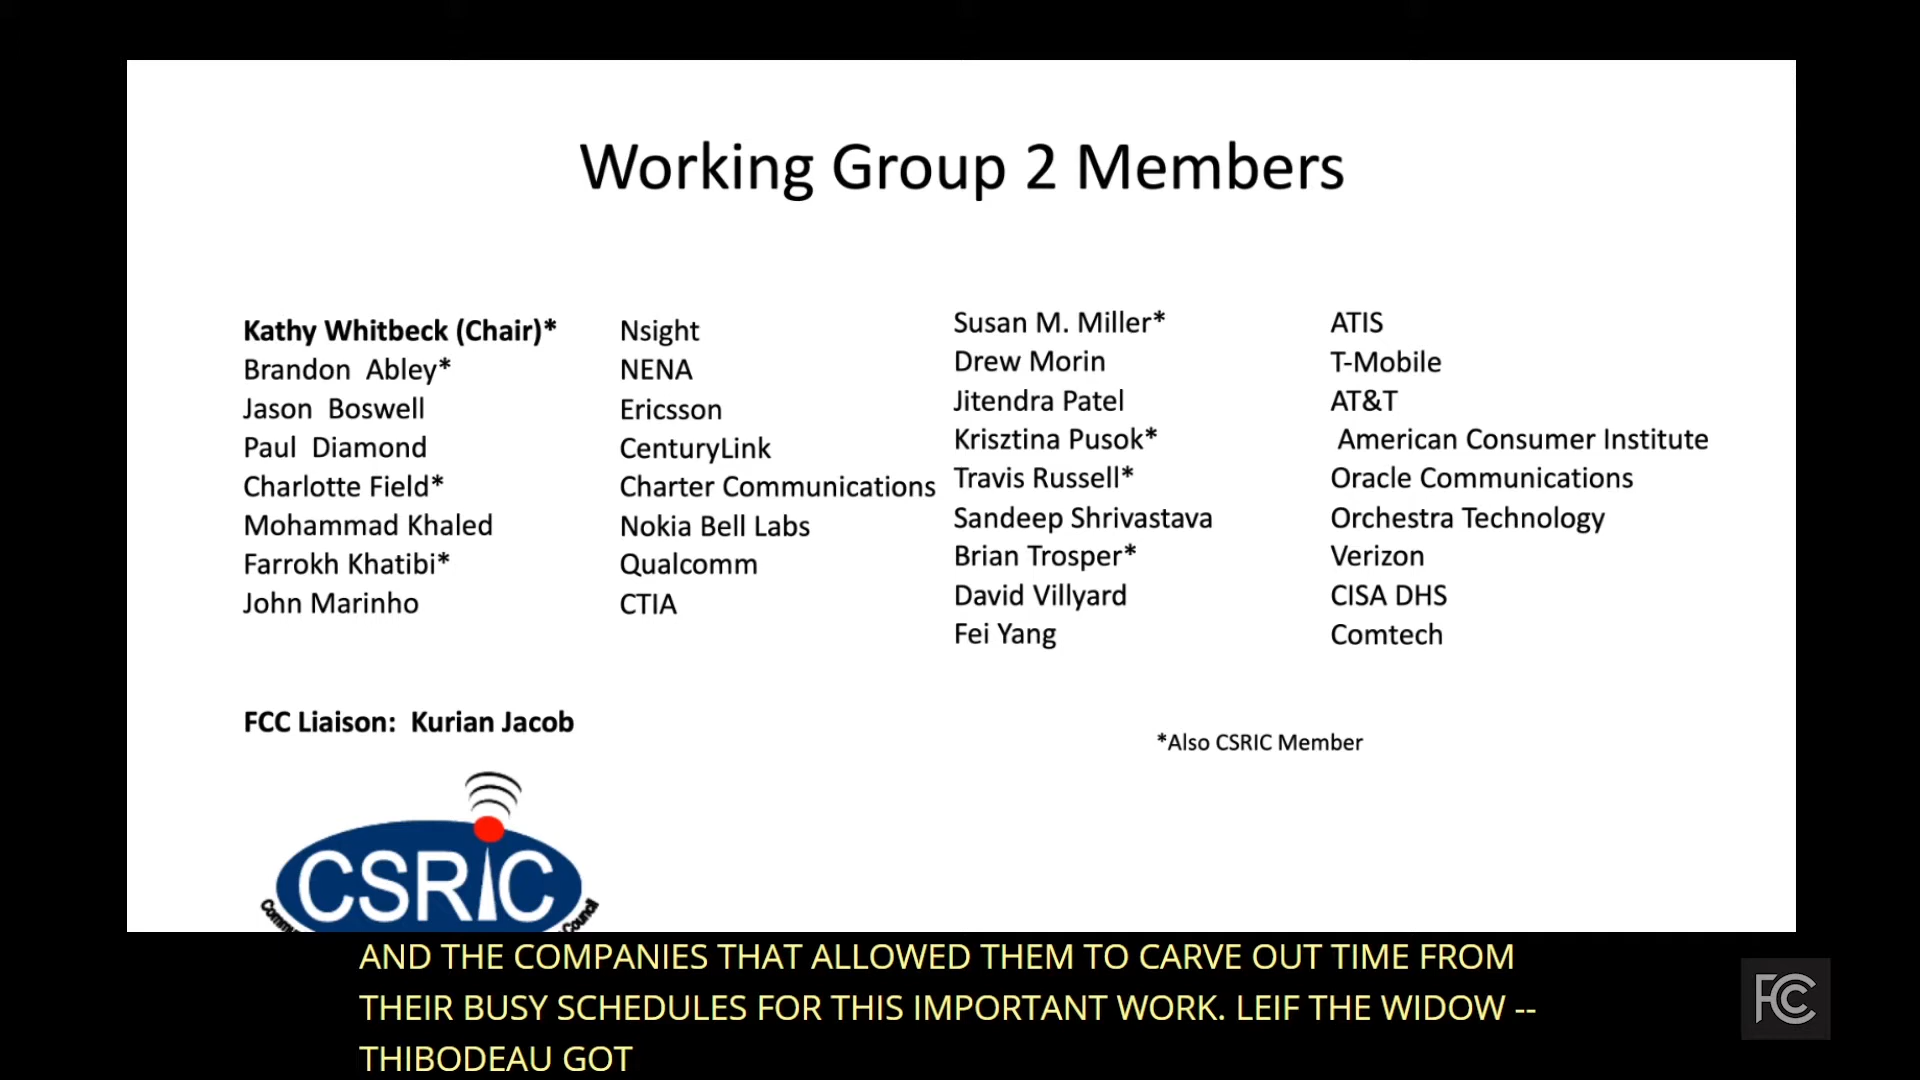 Working Group 2 Members
Kathy Whitbeck (Chair)* Nsight
Brandon Abley* NENA
Jason Boswell Ericsson
Paul Diamond CenturyLink
Charlotte Field* Charter Communications
Mohammad Khaled Nokia Bell Labs
Farrokh Khatibi* Qualcomm
John Marinho CTIA
Susan M. Miller* ATIS
Drew Morin T-Mobile
Jitendra Patel AT&T
Krisztina Pusok* American Consumer Institute
Travis Russell* Oracle Communications
Sandeep Shrivastava Orchestra Technology
Brian Trosper* Verizon
David Villyard CISA DHS
Fei Yang Comtech
FCC Liaison: Kurian Jacob
*Also CSRIC Member
CSRIC
Council
AND THE COMPANIES THAT ALLOWED THEM TO CARVE OUT TIME FROM
THEIR BUSY SCHEDULES FOR THIS IMPORTANT WORK. LEIF THE WIDOW --
THIBODEAU GOT
FCC